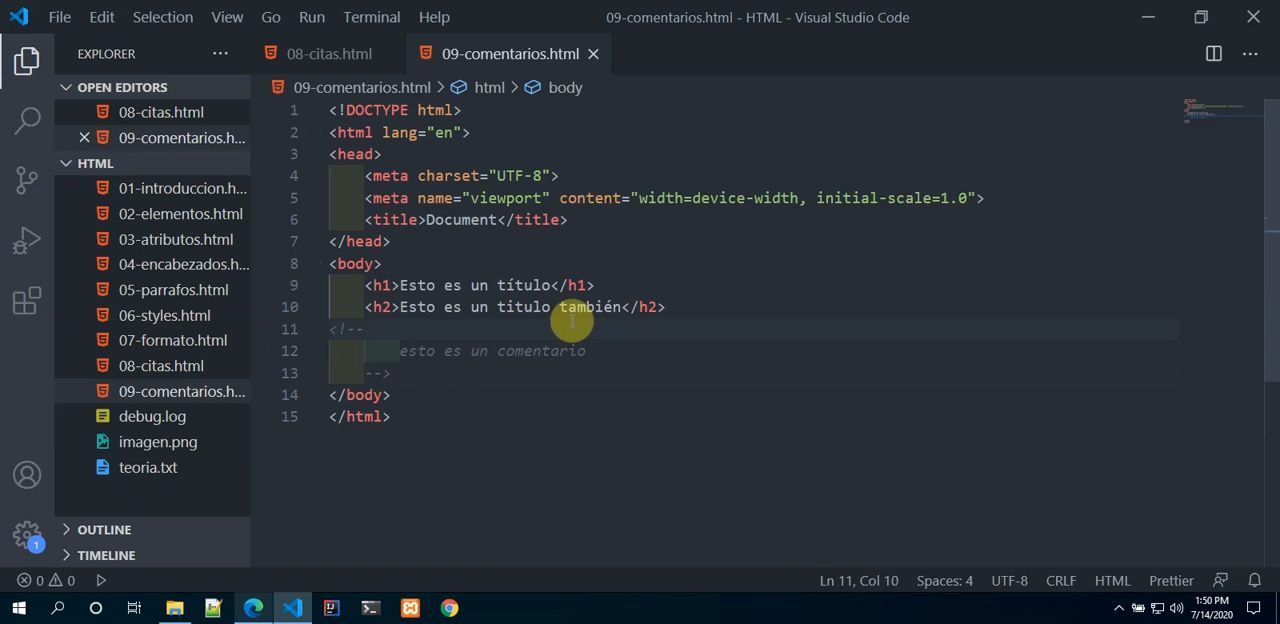 File Edit Selection View Go Run Terminal Help 09-comentarios.html - HTML - Visual Studio Code
EXPLORER ··· 08-citas.html 09-comentarios.html
OPEN EDITORS
08-citas.html
09-comentarios.h...
HTML
01-introduccion.h...
02-elementos.html
03-atributos.html
04-encabezados.h...
05-parrafos.html
06-styles.html
07-formato.html
08-citas.html
09-comentarios.h...
debug.log
imagen.png
teoria.txt
OUTLINE
TIMELINE
09-comentarios.html > html > body
1 <!DOCTYPE html>
2 <html lang="en">
3 <head>
4 <meta charset="UTF-8">
5 <meta name="viewport" content="width=device-width, initial-scale=1.0">
6 <title>Document</title>
7 </head>
8 <body>
9 <h1>Esto es un título</h1>
10 <h2>Esto es un titulo también</h2>
11 <!--
12 esto es un comentario
13 -->
14 </body>
15 </html>
1
0 0 Ln 11, Col 10 Spaces: 4 UTF-8 CRLF HTML Prettier
1:50 PM
7/14/2020